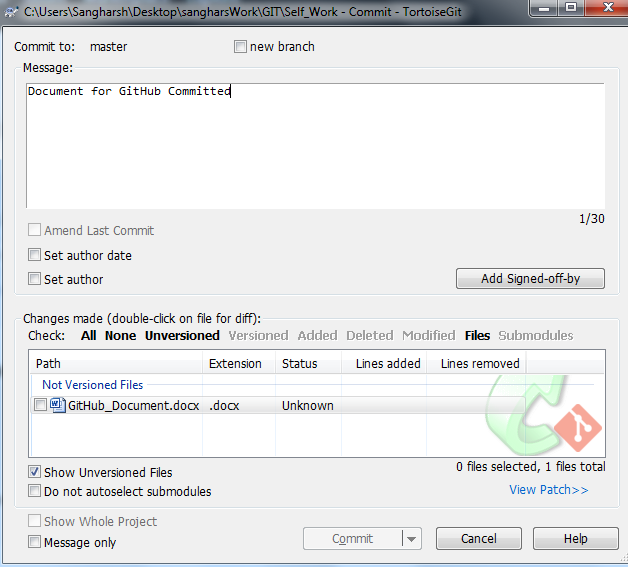 C:\Users\Sangharsh\Desktop\sangharsWork\GIT\Self_Work - Commit - TortoiseGit
Commit to: master new branch
Message:
Document for GitHub Committed
1/30
Amend Last Commit
Set author date
Set author
Add Signed-off-by
Changes made (double-click on file for diff):
Check: All None Unversioned Versioned Added Deleted Modified Files Submodules
Path Extension Status Lines added Lines removed
Not Versioned Files
GitHub_Document.docx .docx Unknown
Show Unversioned Files
0 files selected, 1 files total
Do not autoselect submodules
View Patch>>
Show Whole Project
Message only
Commit Cancel Help